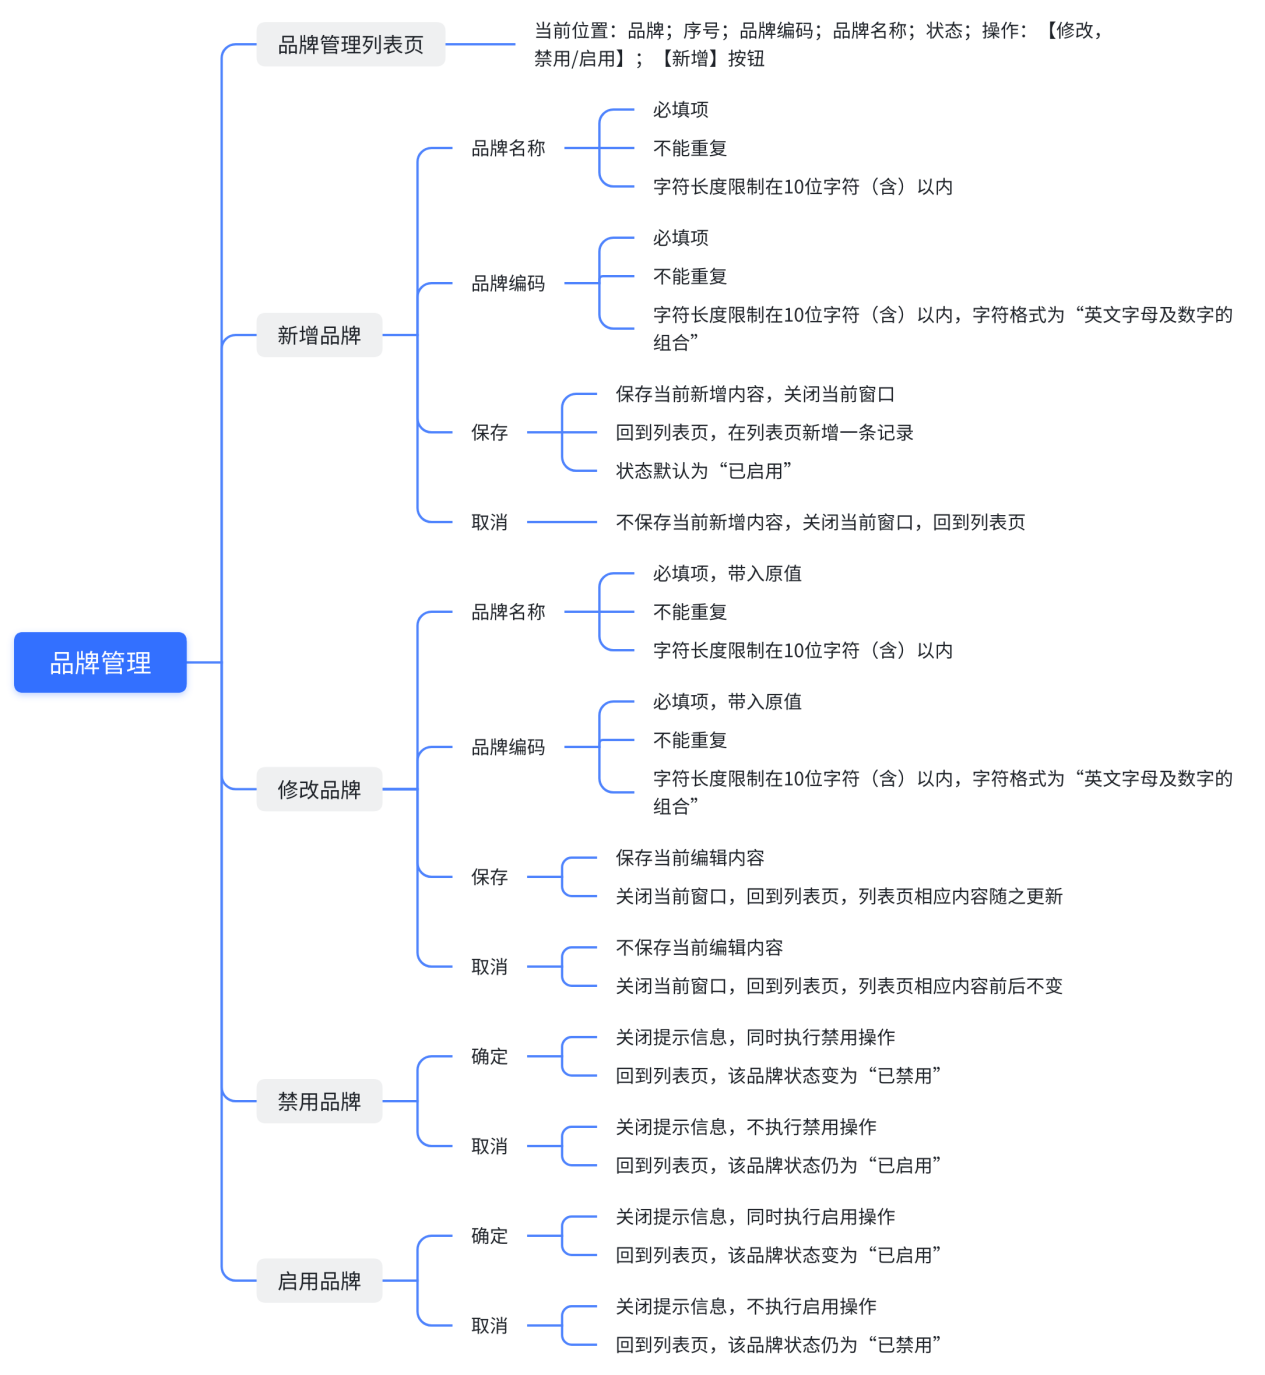 品牌管理列表页
当前位置：品牌；序号；品牌编码；品牌名称；状态；操作：【修改，
禁用/启用】；【新增】按钮
必填项
品牌名称
不能重复
字符长度限制在10位字符（含）以内
必填项
不能重复
品牌编码
字符长度限制在10位字符（含）以内，字符格式为“英文字母及数字的
组合”
新增品牌
保存当前新增内容，关闭当前窗口
保存
回到列表页，在列表页新增一条记录
状态默认为“已启用”
取消
不保存当前新增内容，关闭当前窗口，回到列表页
必填项，带入原值
品牌名称
不能重复
字符长度限制在10位字符（含）以内
品牌管理
必填项，带入原值
不能重复
品牌编码
字符长度限制在10位字符（含）以内，字符格式为“英文字母及数字的
组合”
修改品牌
保存当前编辑内容
保存
关闭当前窗口，回到列表页，列表页相应内容随之更新
不保存当前编辑内容
取消
关闭当前窗口，回到列表页，列表页相应内容前后不变
关闭提示信息，同时执行禁用操作
确定
回到列表页，该品牌状态变为“已禁用”
禁用品牌
关闭提示信息，不执行禁用操作
取消
回到列表页，该品牌状态仍为“已启用”
关闭提示信息，同时执行启用操作
确定
回到列表页，该品牌状态变为“已启用”
启用品牌
关闭提示信息，不执行启用操作
取消
回到列表页，该品牌状态仍为“已禁用”